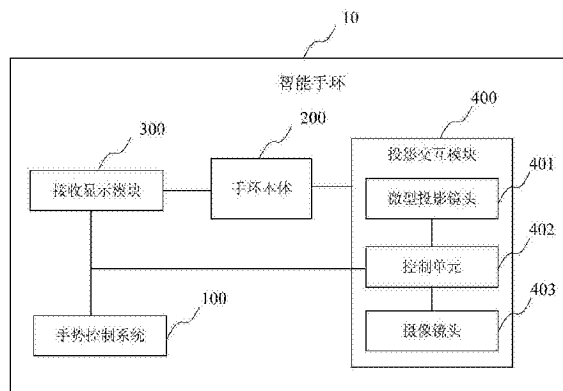 10
智能手环
400
200
300
投影交互模块
401
接收显示模块
手环本体
微型投影镜头
402
控制单元
403
100
手势控制系统
摄像镜头